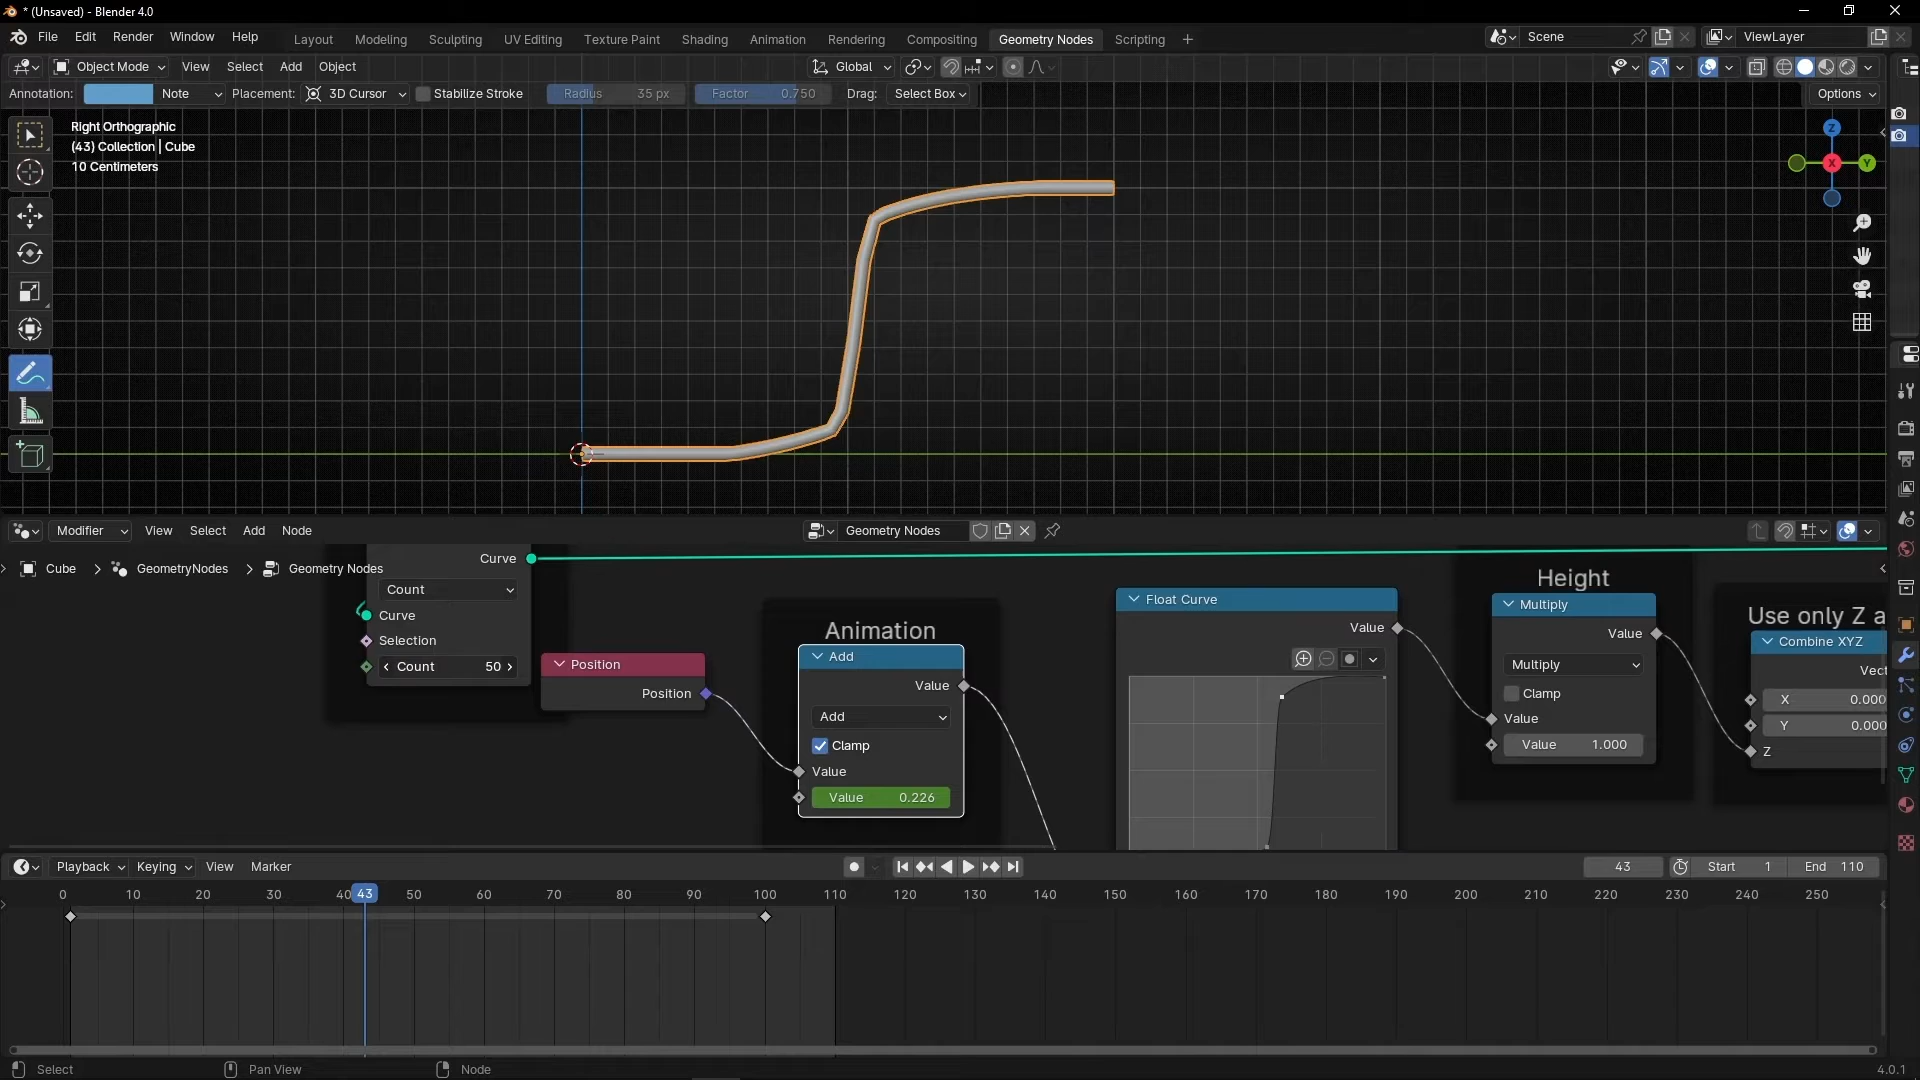 * (Unsaved) - Blender 4.0
File Edit Render Window Help Layout Modeling Sculpting UV Editing Texture Paint Shading Animation Rendering Compositing Geometry Nodes Scripting + Scene ViewLayer
Object Mode View Select Add Object Global
Annotation: Note Placement: 3D Cursor Stabilize Stroke Radius 35 px Factor 0.750 Drag: Select Box Options
Right Orthographic
(43) Collection | Cube
10 Centimeters
Z
X
Y
Modifier View Select Add Node Geometry Nodes
Cube > GeometryNodes > Geometry Nodes
Curve
Count
Curve
Selection
Count 50
Position
Position
Animation
Add
Value
Add
Clamp
Value
Value 0.226
Float Curve
Value
Height
Multiply
Value
Multiply
Clamp
Value
Value 1.000
Use only Z a
Combine XYZ
Vect
X 0.000
Y 0.000
Z
Playback Keying View Marker 43 Start 1 End 110
0 10 20 30 40 43 50 60 70 80 90 100 110 120 130 140 150 160 170 180 190 200 210 220 230 240 250
Select Pan View Node 4.0.1